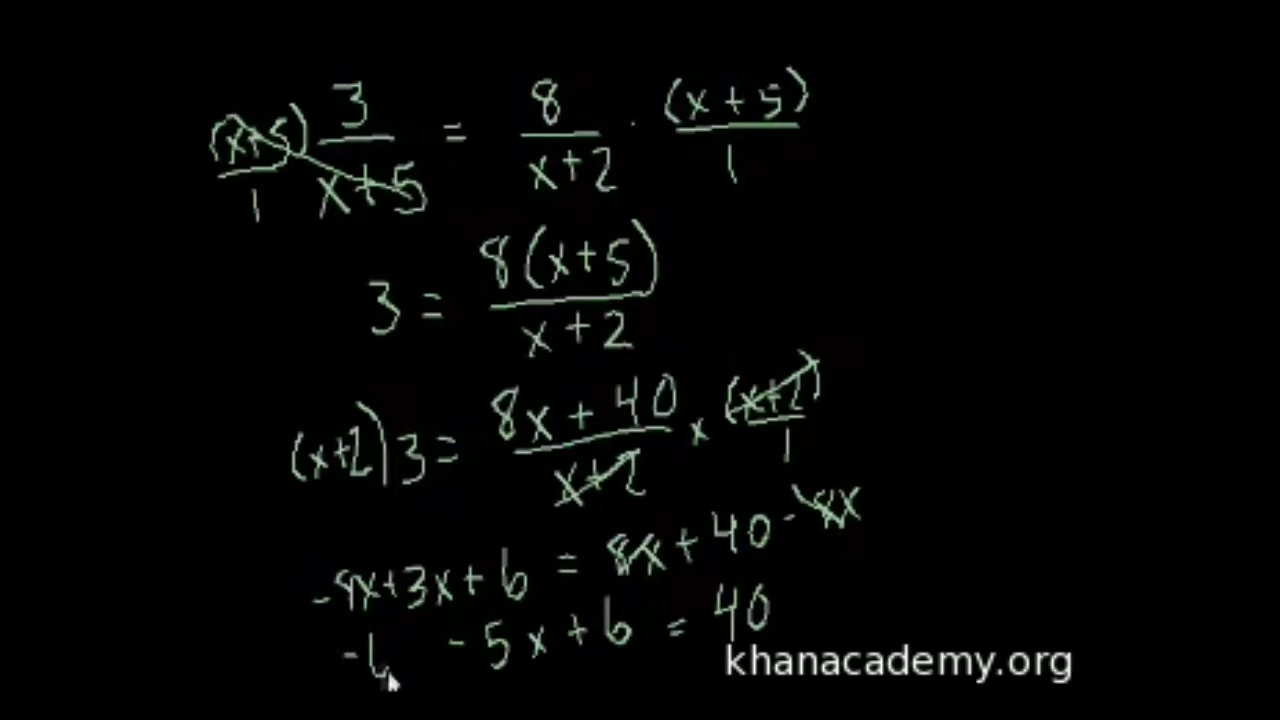 (x+5)/1 3/(x+5) = 8/(x+2) · (x+5)/1
3 = 8(x+5)/(x+2)
(x+2)3 = (8x+40)/(x+2) x (x+2)/1
-8x+3x+6 = 8x+40-8x
-6 -5x+6 = 40
khanacademy.org